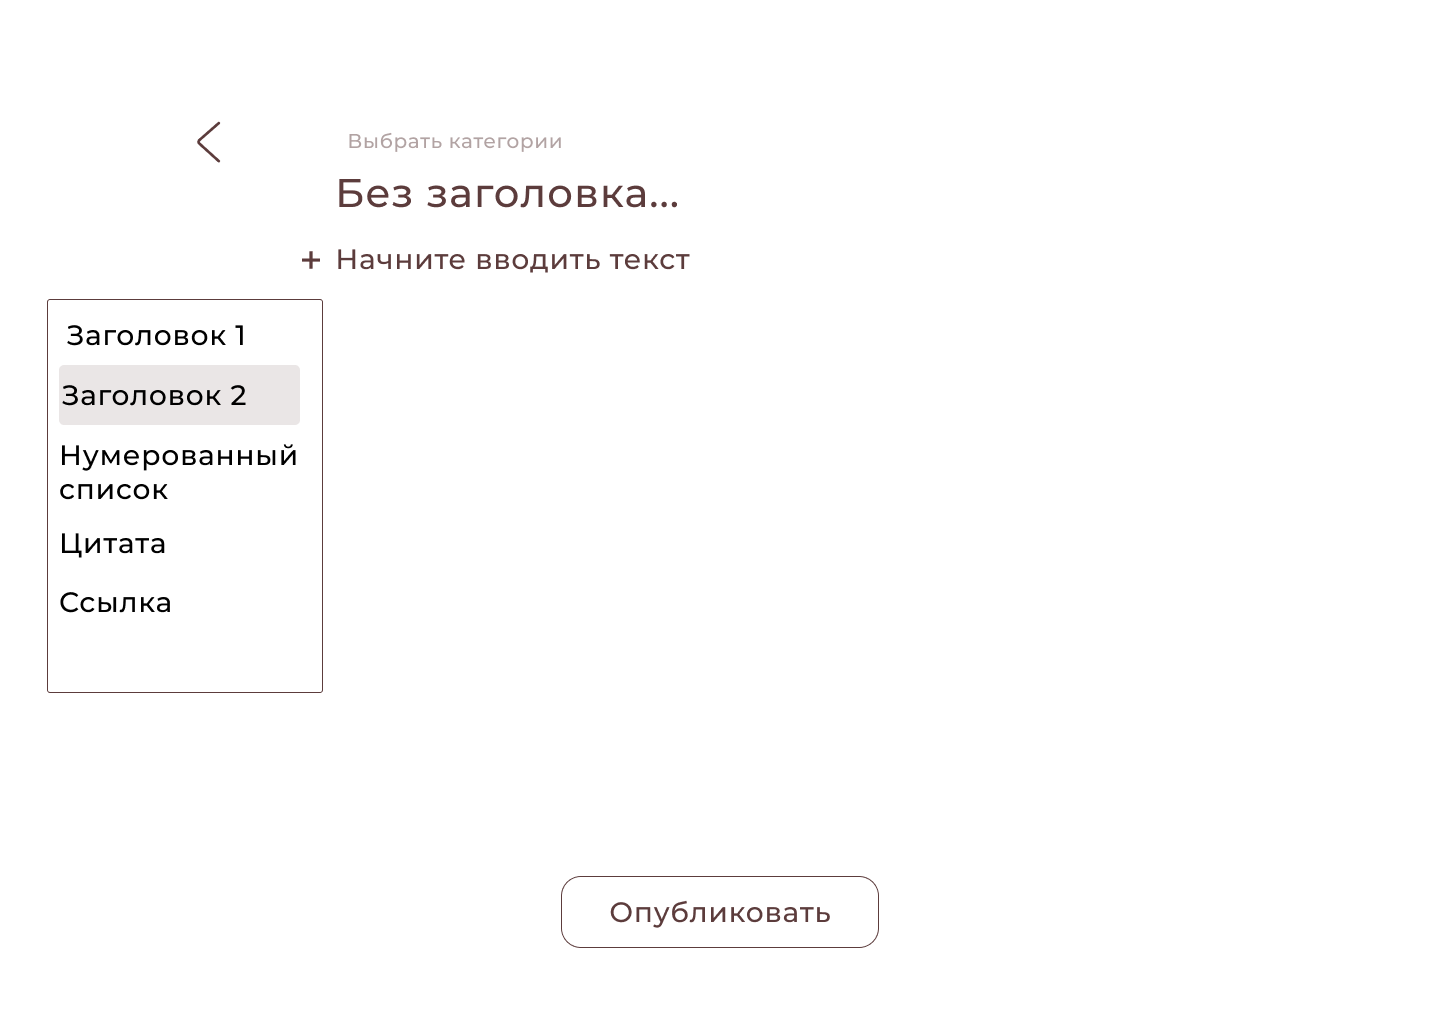 Выбрать категории
Без заголовка...
+ Начните вводить текст
Заголовок 1
Заголовок 2
Нумерованный
список
Цитата
Ссылка
Опубликовать